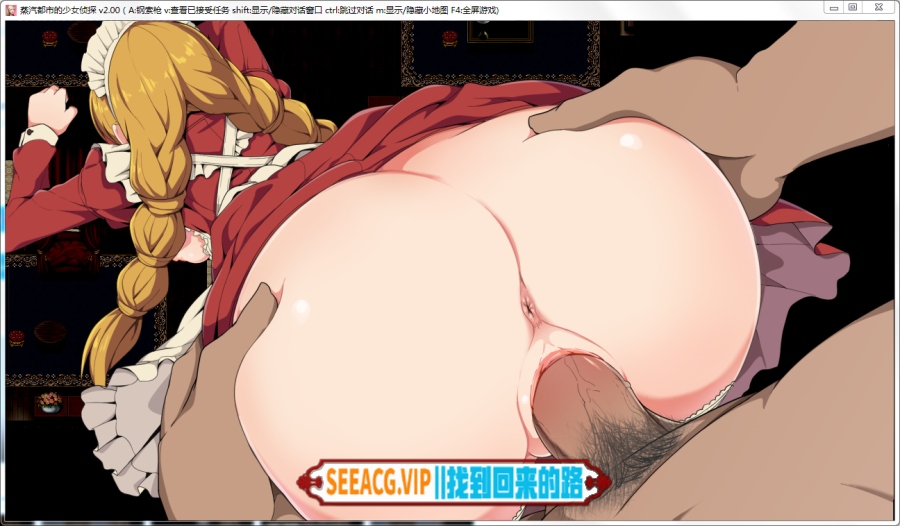 蒸汽都市的少女侦探 v2.00 ( A:钢索枪 v:查看已接受任务 shift:显示/隐藏对话窗口 ctrl:跳过对话 m:显示/隐藏小地图 F4:全屏游戏)
SEEACG.VIP||找到回来的路